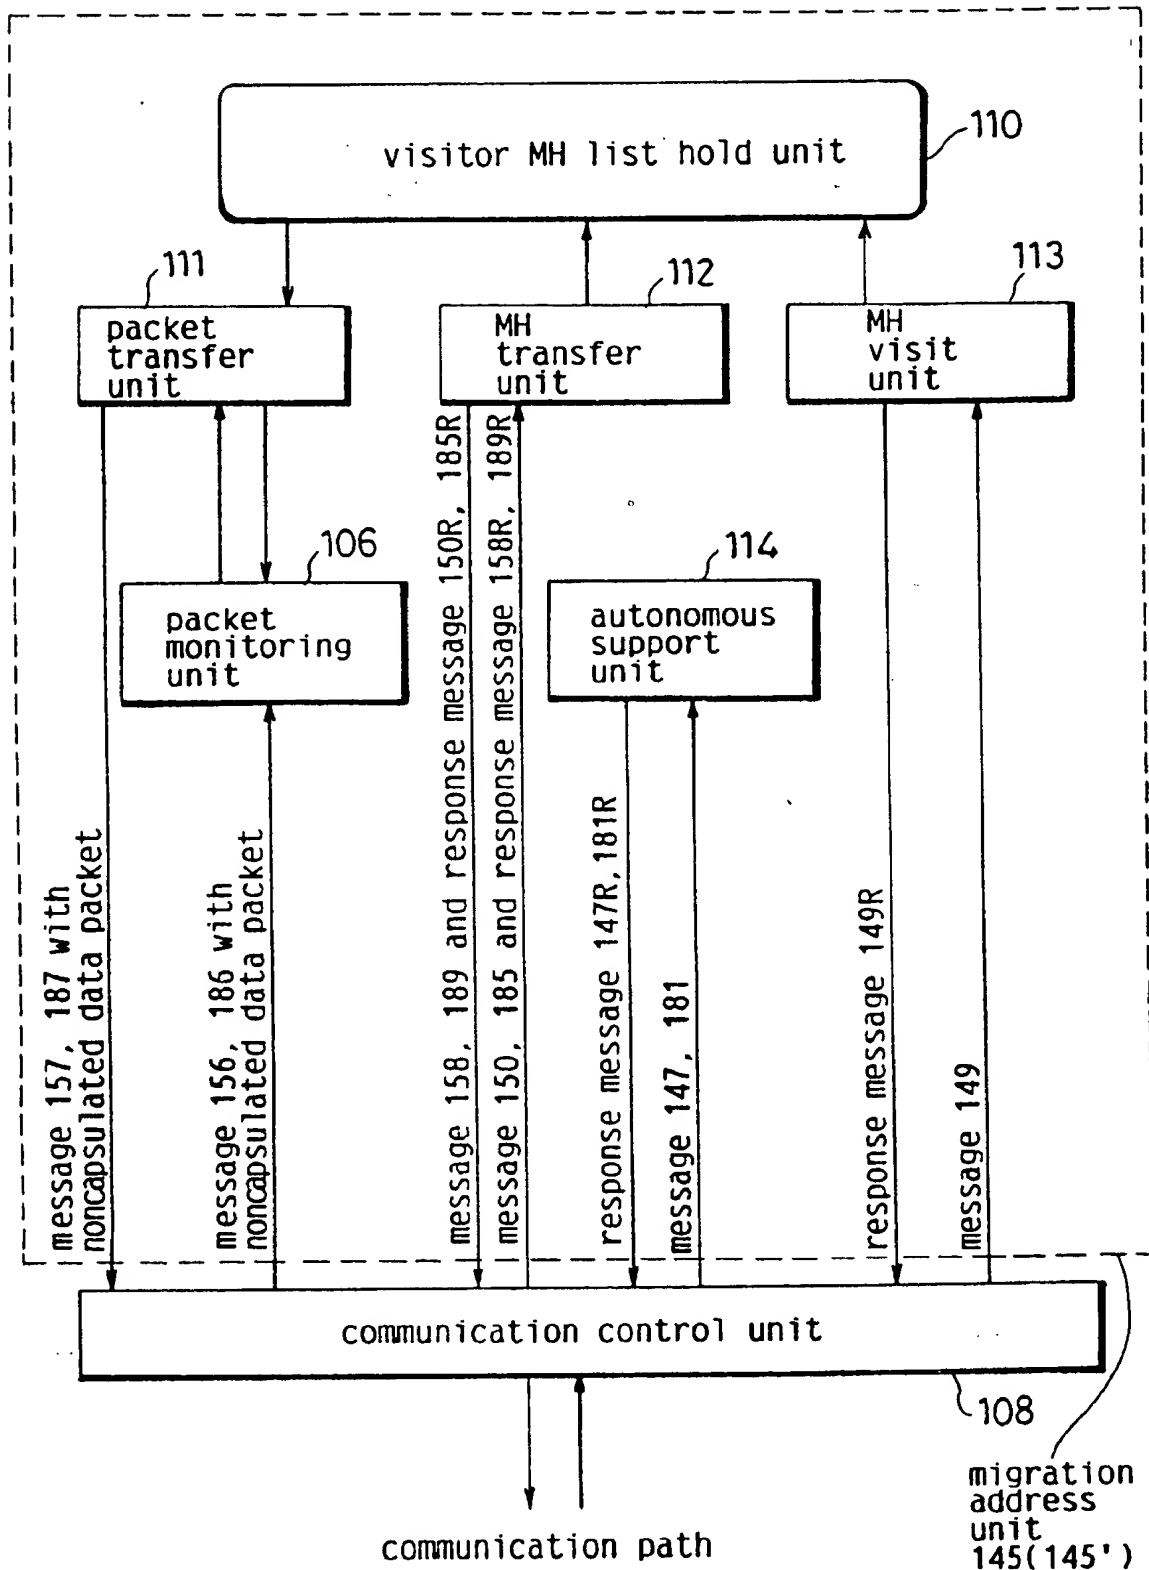 visitor MH list hold unit
110
111
packet
transfer
unit
112
MH
transfer
unit
113
MH
visit
unit
106
packet
monitoring
unit
114
autonomous
support
unit
message 157, 187 with
noncapsulated data packet
message 156, 186 with
noncapsulated data packet
message 158, 189 and response message 150R, 185R
message 150, 185 and response message 158R, 189R
response message 147R,181R
message 147, 181
response message 149R
message 149
communication control unit
108
communication path
migration
address
unit
145(145')